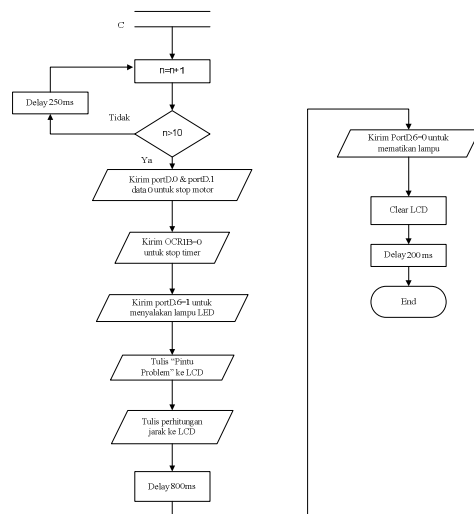 C
n=n+1
Delay 250ms
Tidak
n>10
Ya
Kirim portD.0 & portD.1
data 0 untuk stop motor
Kirim OCR1B=0
untuk stop timer
Kirim portD.6=1 untuk
menyalakan lampu LED
Tulis "Pintu
Problem" ke LCD
Tulis perhitungan
jarak ke LCD
Delay 800ms
Kirim PortD.6=0 untuk
mematikan lampu
Clear LCD
Delay 200 ms
End